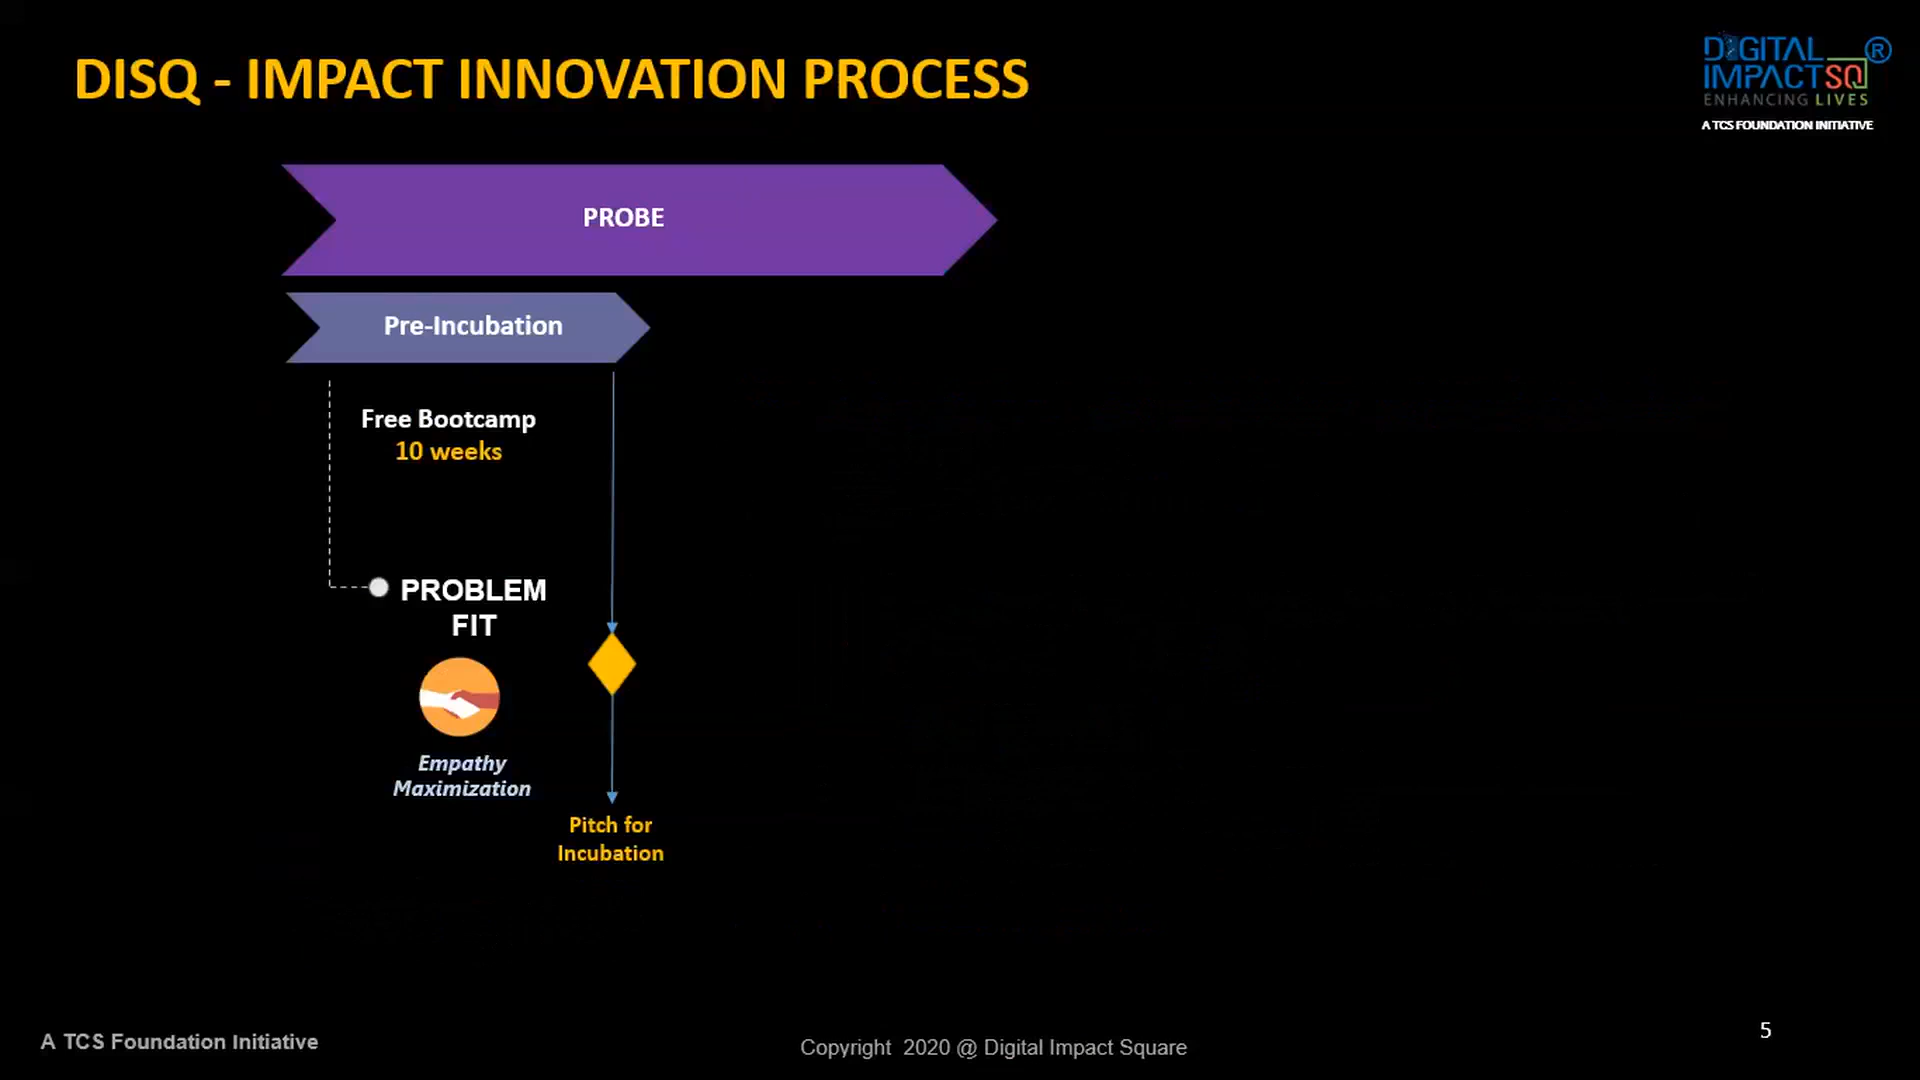 DISQ - IMPACT INNOVATION PROCESS
DIGITAL ®
IMPACTSQ
ENHANCING LIVES
A TCS FOUNDATION INITIATIVE
PROBE
Pre-Incubation
Free Bootcamp
10 weeks
PROBLEM
FIT
Empathy
Maximization
Pitch for
Incubation
A TCS Foundation Initiative
Copyright 2020 @ Digital Impact Square
5